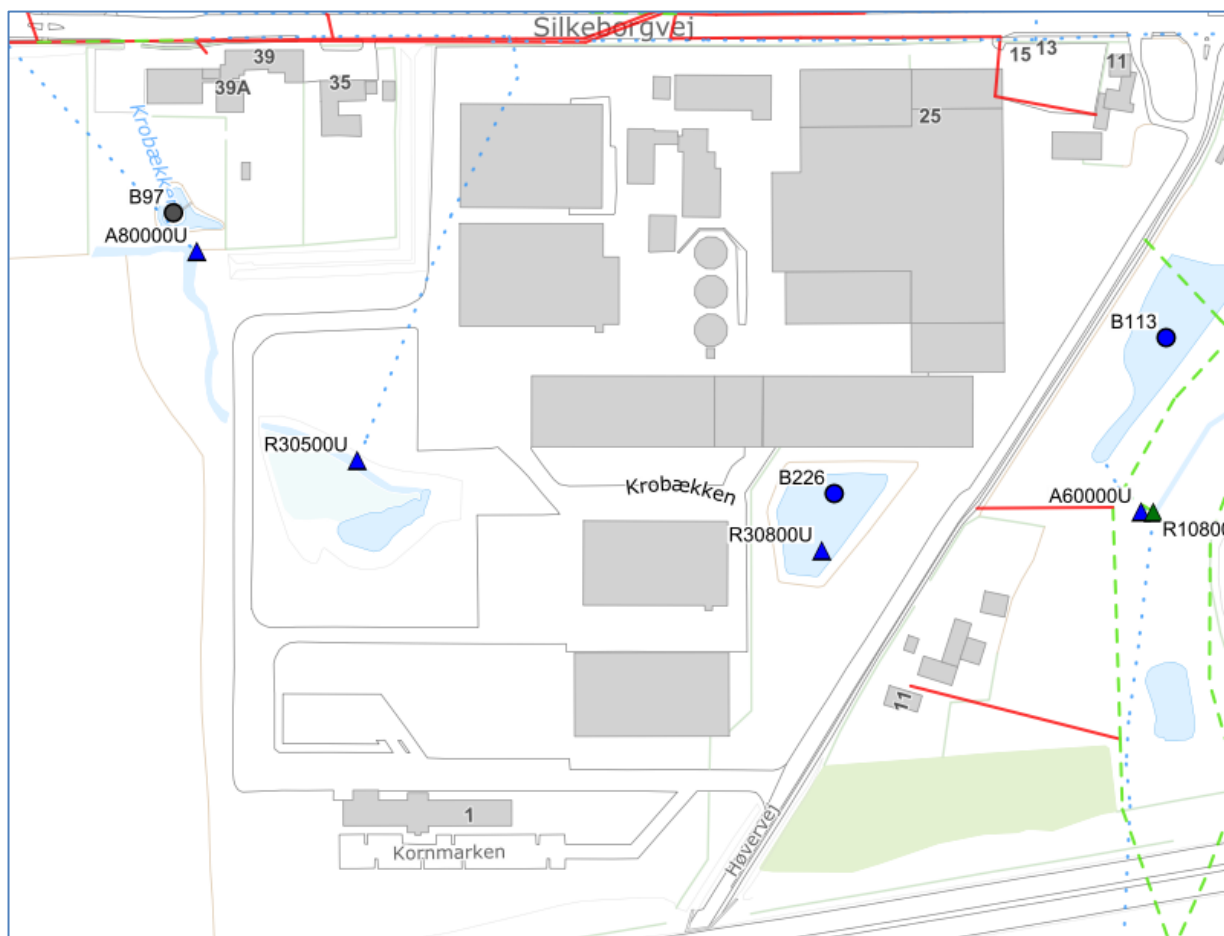 Silkeborgvej
39
39A
35
15
13
11
25
Krobækken
B97
A80000U
B113
R30500U
Krobækken
B226
R30800U
A60000U
R10800
11
1
Kornmarken
Høvervej